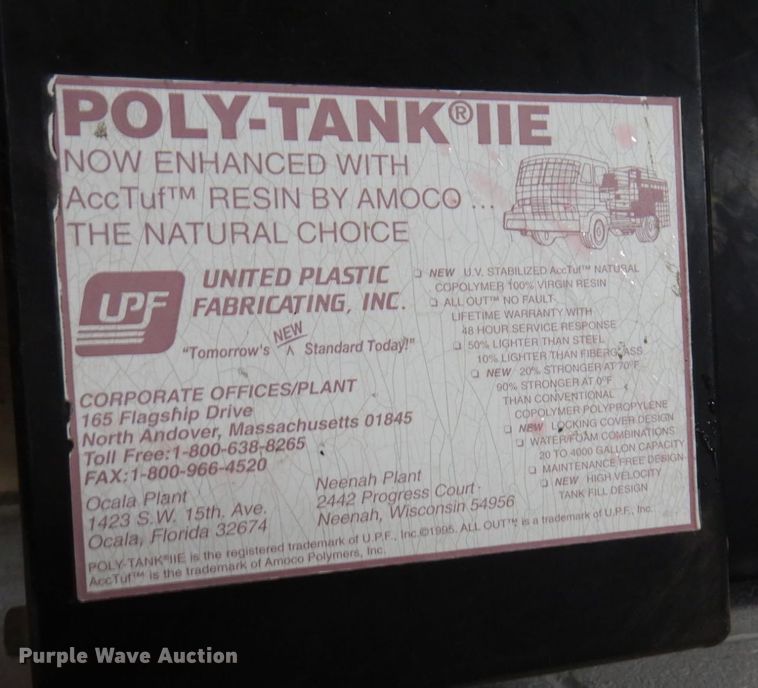 POLY-TANK®IIE
NOW ENHANCED WITH
AccTuf™ RESIN BY AMOCO ...
THE NATURAL CHOICE
UPF
UNITED PLASTIC
FABRICATING, INC.
"Tomorrow's NEW ^ Standard Today!"
❑ NEW U.V. STABILIZED AccTuf™ NATURAL
COPOLYMER 100% VIRGIN RESIN
❑ ALL OUT™ NO FAULT
LIFETIME WARRANTY WITH
48 HOUR SERVICE RESPONSE
❑ 50% LIGHTER THAN STEEL
10% LIGHTER THAN FIBERGLASS
❑ NEW 20% STRONGER AT 70°F
90% STRONGER AT 0°F
THAN CONVENTIONAL
COPOLYMER POLYPROPYLENE
❑ NEW LOCKING COVER DESIGN
❑ WATER/FOAM COMBINATIONS
20 TO 4000 GALLON CAPACITY
❑ MAINTENANCE FREE DESIGN
❑ NEW HIGH VELOCITY
TANK FILL DESIGN
CORPORATE OFFICES/PLANT
165 Flagship Drive
North Andover, Massachusetts 01845
Toll Free:1-800-638-8265
FAX:1-800-966-4520
Ocala Plant
1423 S.W. 15th. Ave.
Ocala, Florida 32674
Neenah Plant
2442 Progress Court
Neenah, Wisconsin 54956
POLY-TANK®IIE is the registered trademark of U.P.F., Inc.©1995. ALL OUT™ is a trademark of U.P.F., Inc.
AccTuf™ is the trademark of Amoco Polymers, Inc.
Purple Wave Auction